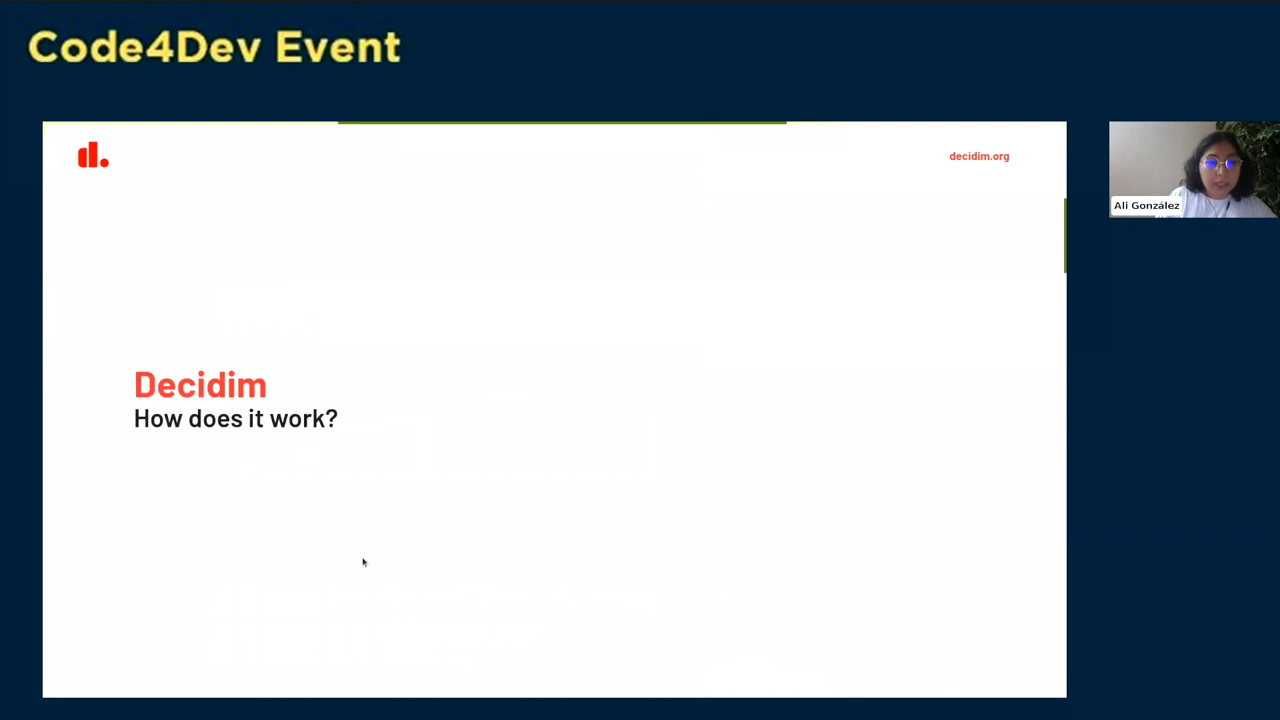 Code4Dev Event
decidim.org
Ali González
Decidim
How does it work?